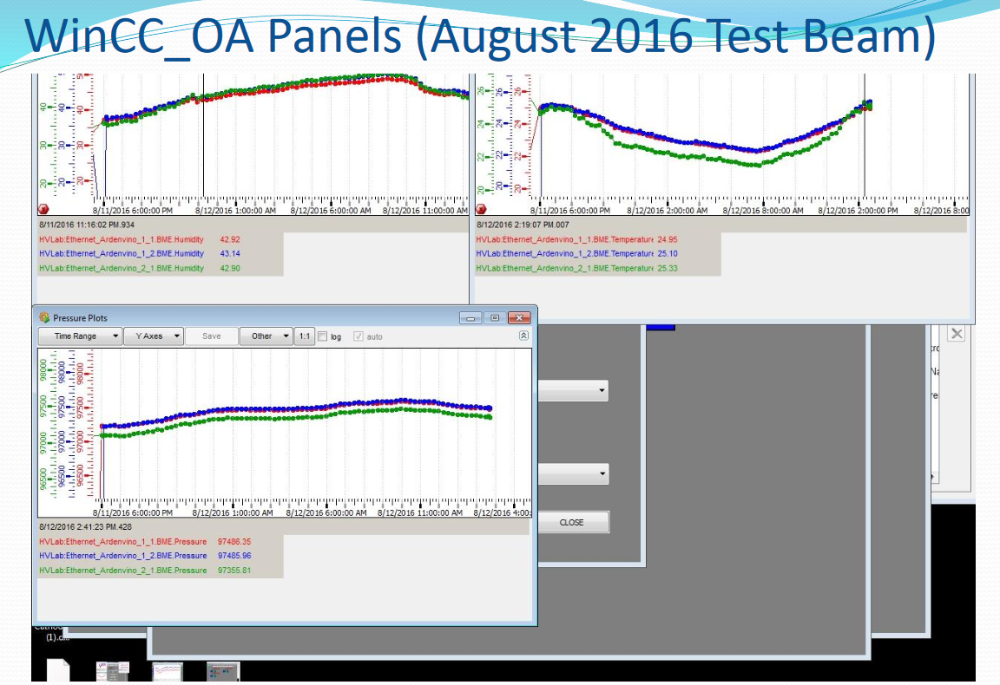 WinCC_OA Panels (August 2016 Test Beam)
40 40 40
30 30 30
20 20 20
8/11/2016 6:00:00 PM 8/12/2016 1:00:00 AM 8/12/2016 6:00:00 AM 8/12/2016 11:00:00 AM
8/11/2016 11:16:02 PM.934
HVLab:Ethernet_Ardenvino_1_1.BME.Humidity 42.92
HVLab:Ethernet_Ardenvino_1_2.BME.Humidity 43.14
HVLab:Ethernet_Ardenvino_2_1.BME.Humidity 42.90
26 26 26
24 24 24
22 22 22
20 20 20
8/11/2016 6:00:00 PM 8/12/2016 2:00:00 AM 8/12/2016 8:00:00 AM 8/12/2016 2:00:00 PM 8/12/2016 8:00
8/12/2016 2:19:07 PM.007
HVLab:Ethernet_Ardenvino_1_1.BME.Temperature 24.95
HVLab:Ethernet_Ardenvino_1_2.BME.Temperature 25.10
HVLab:Ethernet_Ardenvino_2_1.BME.Temperature 25.33
Pressure Plots
Time Range Y Axes Save Other 1:1 log auto
98000 98000 98000
97500 97500 97500
97000 97000 97000
96500 96500 96500
8/11/2016 6:00:00 PM 8/12/2016 1:00:00 AM 8/12/2016 6:00:00 AM 8/12/2016 11:00:00 AM 8/12/2016 4:00:
8/12/2016 2:41:23 PM.428
HVLab:Ethernet_Ardenvino_1_1.BME.Pressure 97486.35
HVLab:Ethernet_Ardenvino_1_2.BME.Pressure 97485.96
HVLab:Ethernet_Ardenvino_2_1.BME.Pressure 97355.81
CLOSE
(1).c...